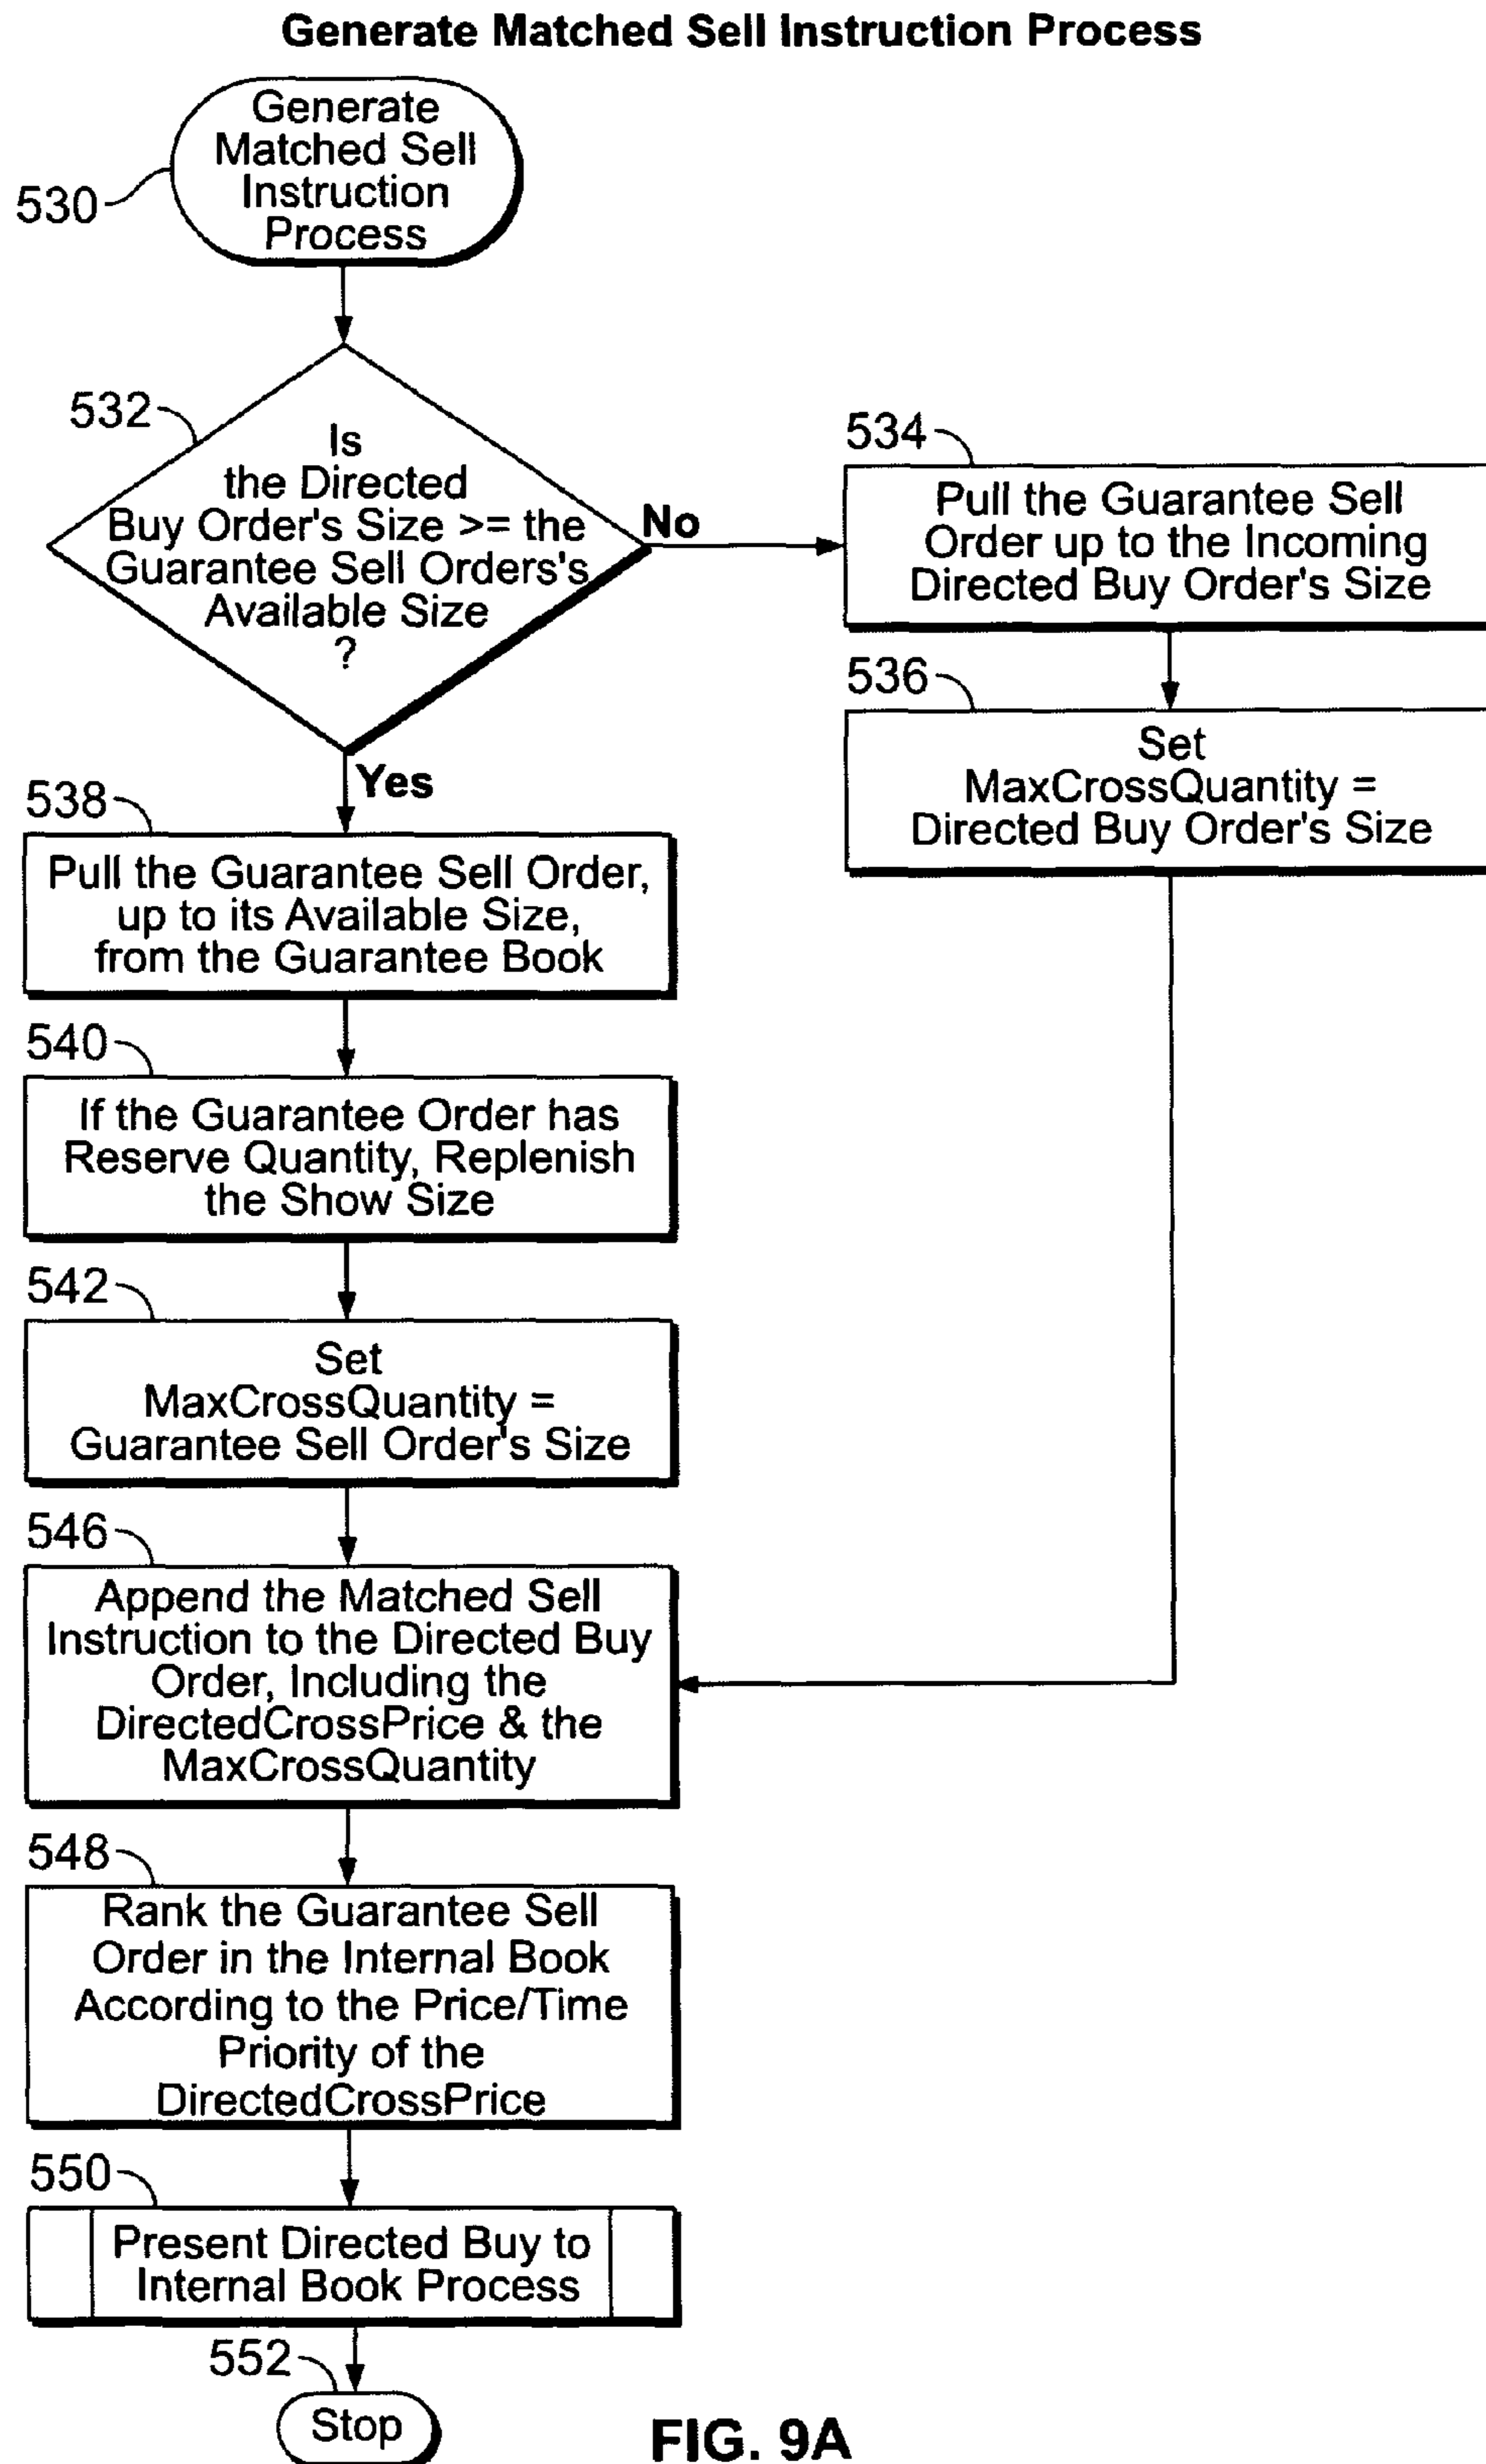 Generate Matched Sell Instruction Process
Generate
Matched Sell
Instruction
Process
530
532
Is
the Directed
Buy Order's Size >= the
Guarantee Sell Orders's
Available Size
?
No
534
Pull the Guarantee Sell
Order up to the Incoming
Directed Buy Order's Size
536
Set
MaxCrossQuantity =
Directed Buy Order's Size
Yes
538
Pull the Guarantee Sell Order,
up to its Available Size,
from the Guarantee Book
540
If the Guarantee Order has
Reserve Quantity, Replenish
the Show Size
542
Set
MaxCrossQuantity =
Guarantee Sell Order's Size
546
Append the Matched Sell
Instruction to the Directed Buy
Order, Including the
DirectedCrossPrice & the
MaxCrossQuantity
548
Rank the Guarantee Sell
Order in the Internal Book
According to the Price/Time
Priority of the
DirectedCrossPrice
550
Present Directed Buy to
Internal Book Process
552
Stop
FIG. 9A